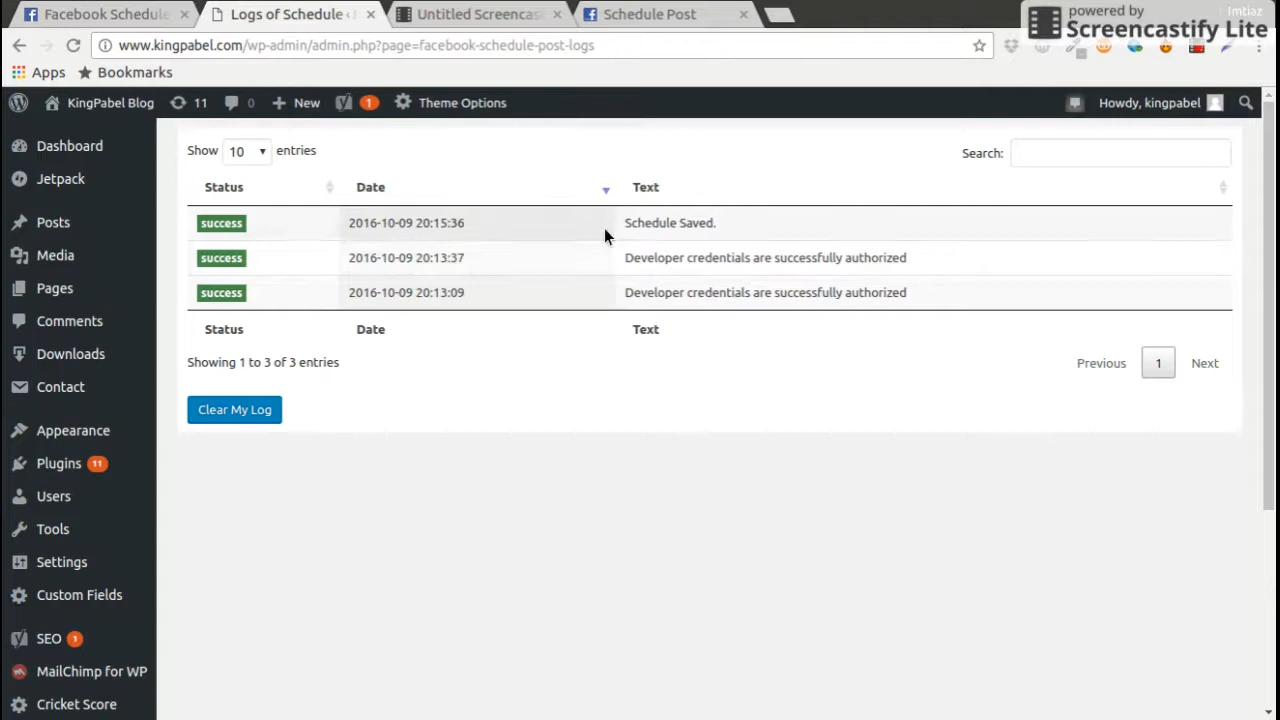 Facebook Schedule
Logs of Schedule
Untitled Screencas
Schedule Post
powered by
Imtiaz
Screencastify Lite
www.kingpabel.com/wp-admin/admin.php?page=facebook-schedule-post-logs
Apps Bookmarks
KingPabel Blog 11 0 New 1 Theme Options Howdy, kingpabel
Dashboard
Jetpack
Posts
Media
Pages
Comments
Downloads
Contact
Appearance
Plugins 11
Users
Tools
Settings
Custom Fields
SEO 1
MailChimp for WP
Cricket Score
Show 10 entries
Search:
Status Date Text
success 2016-10-09 20:15:36 Schedule Saved.
success 2016-10-09 20:13:37 Developer credentials are successfully authorized
success 2016-10-09 20:13:09 Developer credentials are successfully authorized
Status Date Text
Showing 1 to 3 of 3 entries
Previous 1 Next
Clear My Log